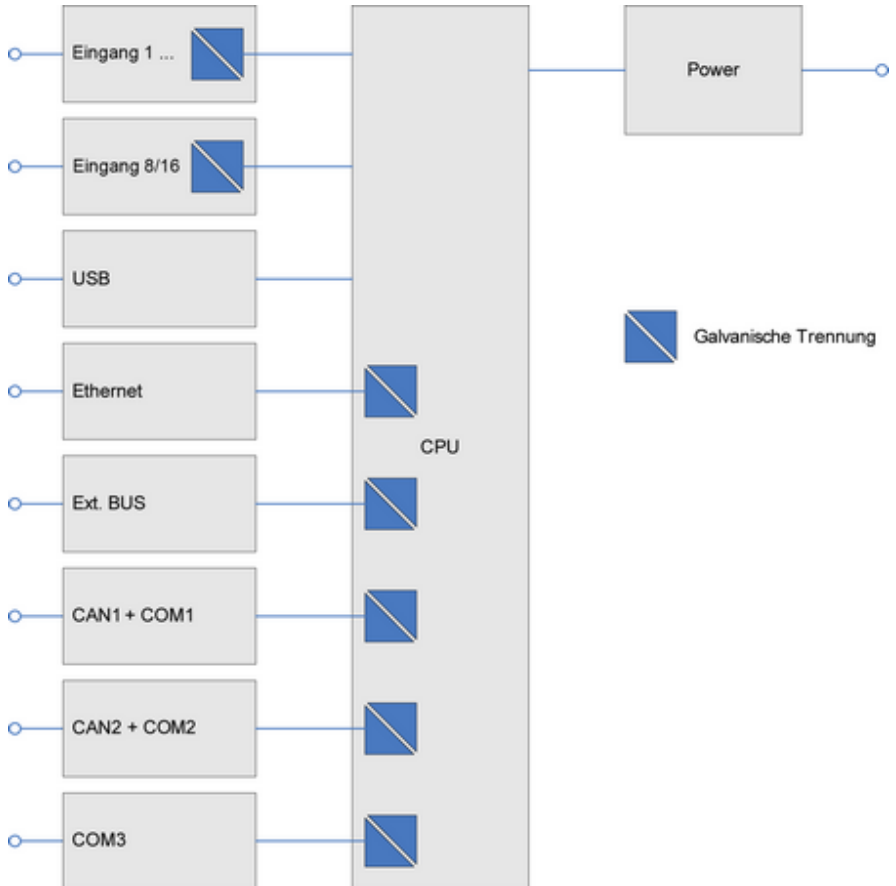 Eingang 1 ...
Power
Eingang 8/16
USB
Galvanische Trennung
Ethernet
CPU
Ext. BUS
CAN1 + COM1
CAN2 + COM2
COM3